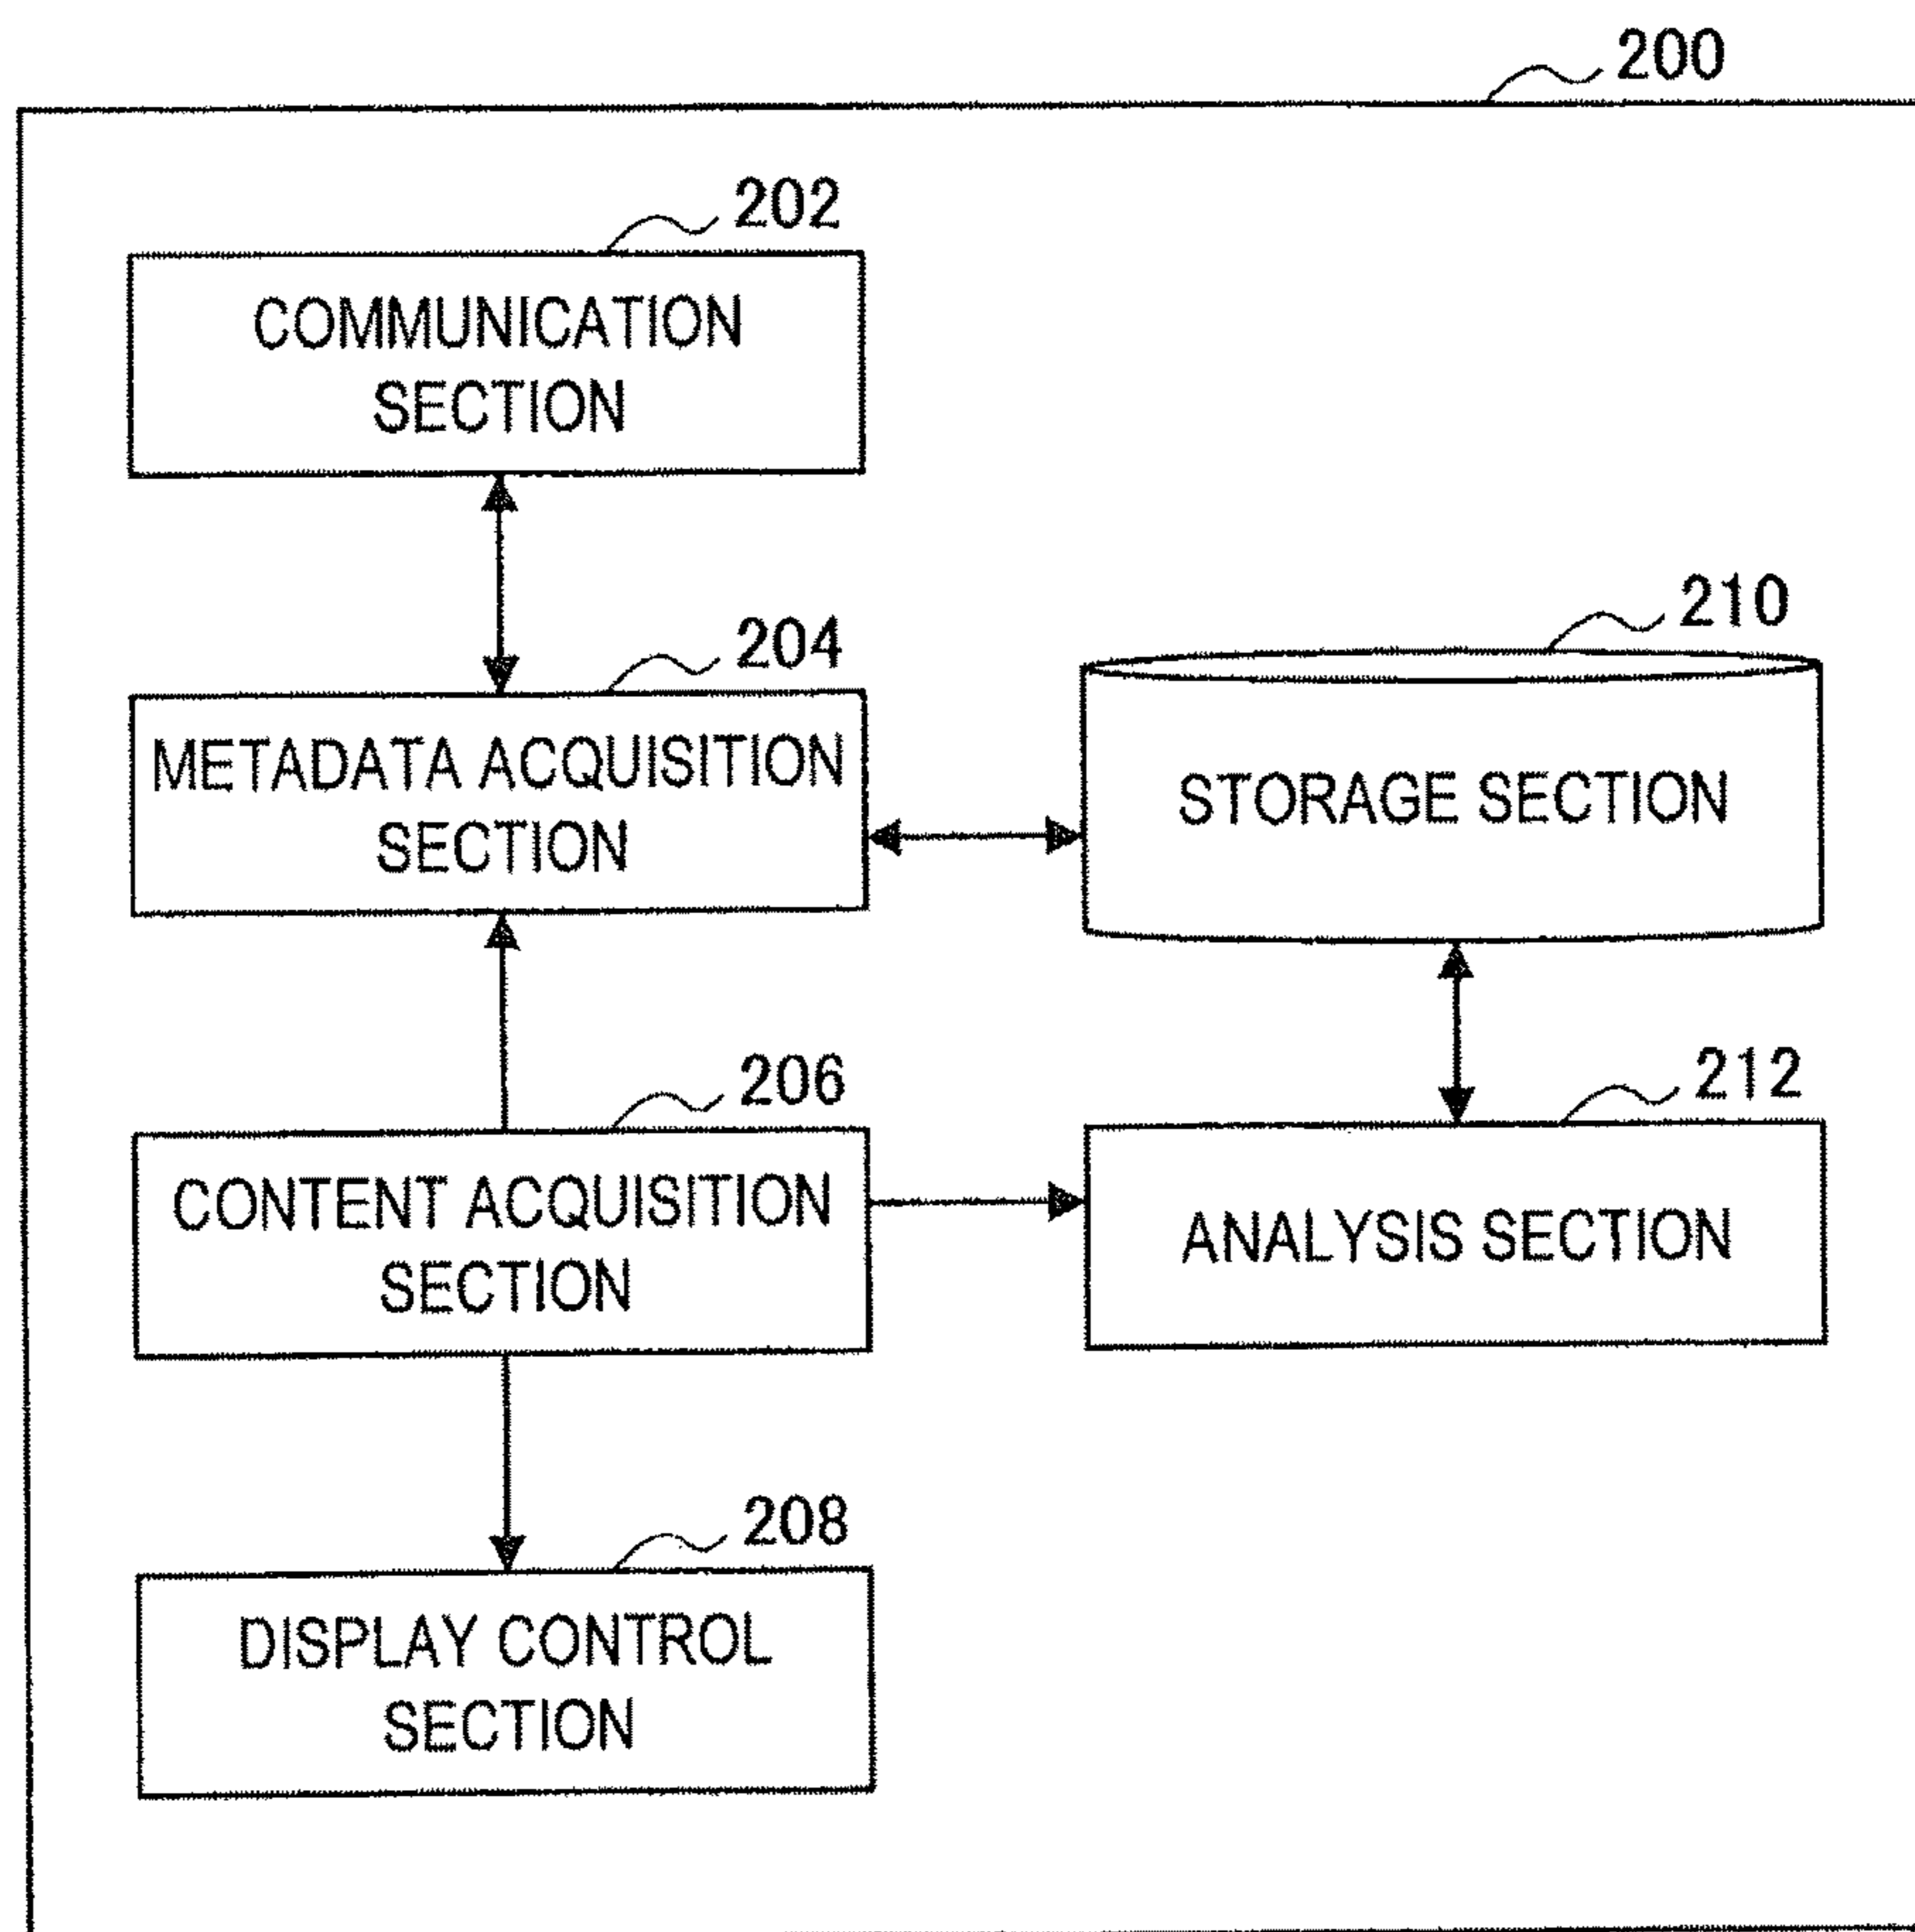 200
202
COMMUNICATION
SECTION
204
METADATA ACQUISITION
SECTION
210
STORAGE SECTION
206
CONTENT ACQUISITION
SECTION
212
ANALYSIS SECTION
208
DISPLAY CONTROL
SECTION